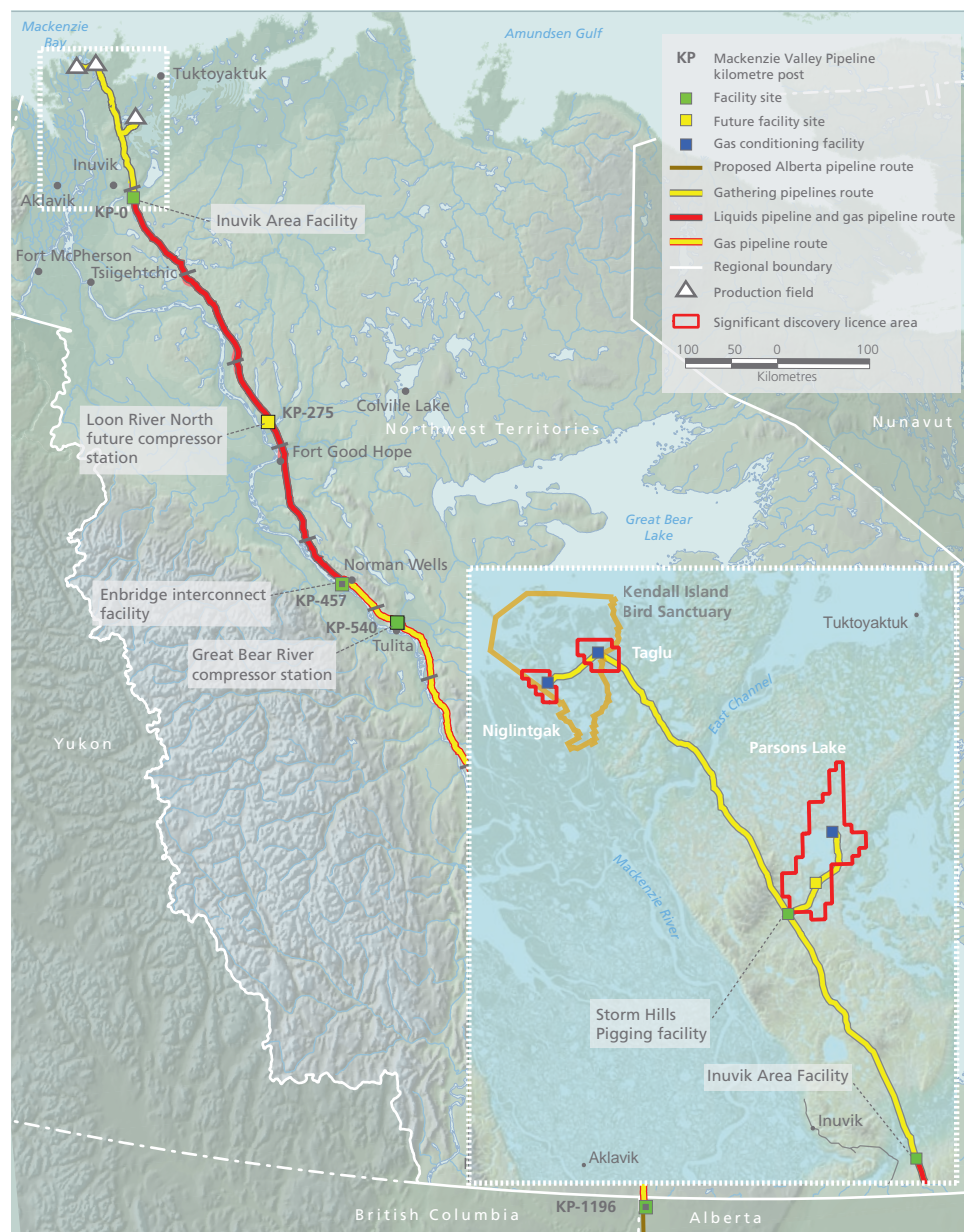 Mackenzie
Bay
Amundsen Gulf
Tuktoyaktuk
KP Mackenzie Valley Pipeline
kilometre post
Facility site
Future facility site
Gas conditioning facility
Proposed Alberta pipeline route
Gathering pipelines route
Liquids pipeline and gas pipeline route
Gas pipeline route
Regional boundary
Production field
Significant discovery licence area
100 50 0 100
Kilometres
Inuvik
Aklavik
KP-0
Inuvik Area Facility
Fort McPherson
Tsiigehtchic
Loon River North
future compressor
station
KP-275
Colville Lake
Northwest Territories
Nunavut
Fort Good Hope
Great Bear
Lake
Norman Wells
Enbridge interconnect
facility
KP-457
KP-540
Tulita
Great Bear River
compressor station
Yukon
Kendall Island
Bird Sanctuary
Tuktoyaktuk
Taglu
Niglintgak
East Channel
Parsons Lake
Mackenzie River
Storm Hills
Pigging facility
Inuvik Area Facility
Inuvik
Aklavik
KP-1196
British Columbia
Alberta